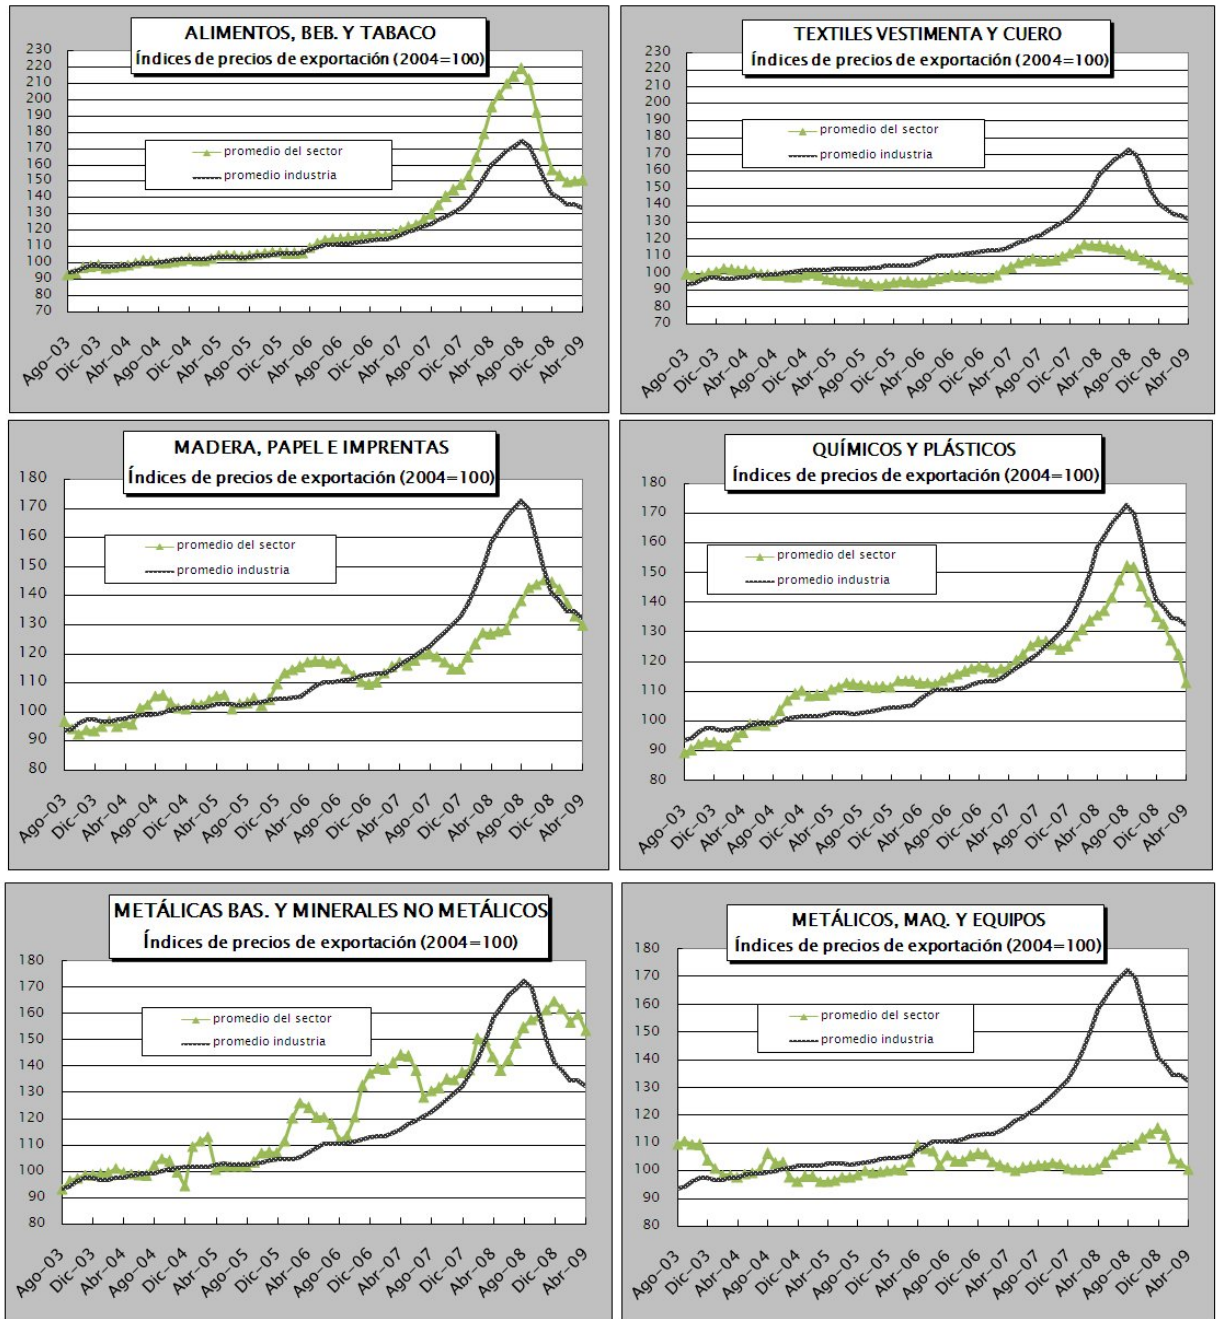 ALIMENTOS, BEB. Y TABACO
Índices de precios de exportación (2004=100)
230
220
210
200
190
180
170
160
150
140
130
120
110
100
90
80
70
promedio del sector
promedio industria
Ago-03
Dic-03
Abr-04
Ago-04
Dic-04
Abr-05
Ago-05
Dic-05
Abr-06
Ago-06
Dic-06
Abr-07
Ago-07
Dic-07
Abr-08
Ago-08
Dic-08
Abr-09
TEXTILES VESTIMENTA Y CUERO
Índices de precios de exportación (2004=100)
230
220
210
200
190
180
170
160
150
140
130
120
110
100
90
80
70
promedio del sector
promedio industria
Ago-03
Dic-03
Abr-04
Ago-04
Dic-04
Abr-05
Ago-05
Dic-05
Abr-06
Ago-06
Dic-06
Abr-07
Ago-07
Dic-07
Abr-08
Ago-08
Dic-08
Abr-09
MADERA, PAPEL E IMPRENTAS
Índices de precios de exportación (2004=100)
180
170
160
150
140
130
120
110
100
90
80
promedio del sector
promedio industria
Ago-03
Dic-03
Abr-04
Ago-04
Dic-04
Abr-05
Ago-05
Dic-05
Abr-06
Ago-06
Dic-06
Abr-07
Ago-07
Dic-07
Abr-08
Ago-08
Dic-08
Abr-09
QUÍMICOS Y PLÁSTICOS
Índices de precios de exportación (2004=100)
180
170
160
150
140
130
120
110
100
90
80
promedio del sector
promedio industria
Ago-03
Dic-03
Abr-04
Ago-04
Dic-04
Abr-05
Ago-05
Dic-05
Abr-06
Ago-06
Dic-06
Abr-07
Ago-07
Dic-07
Abr-08
Ago-08
Dic-08
Abr-09
METÁLICAS BAS. Y MINERALES NO METÁLICOS
Índices de precios de exportación (2004=100)
180
170
160
150
140
130
120
110
100
90
80
promedio del sector
promedio industria
Ago-03
Dic-03
Abr-04
Ago-04
Dic-04
Abr-05
Ago-05
Dic-05
Abr-06
Ago-06
Dic-06
Abr-07
Ago-07
Dic-07
Abr-08
Ago-08
Dic-08
Abr-09
METÁLICOS, MAQ. Y EQUIPOS
Índices de precios de exportación (2004=100)
180
170
160
150
140
130
120
110
100
90
80
promedio del sector
promedio industria
Ago-03
Dic-03
Abr-04
Ago-04
Dic-04
Abr-05
Ago-05
Dic-05
Abr-06
Ago-06
Dic-06
Abr-07
Ago-07
Dic-07
Abr-08
Ago-08
Dic-08
Abr-09